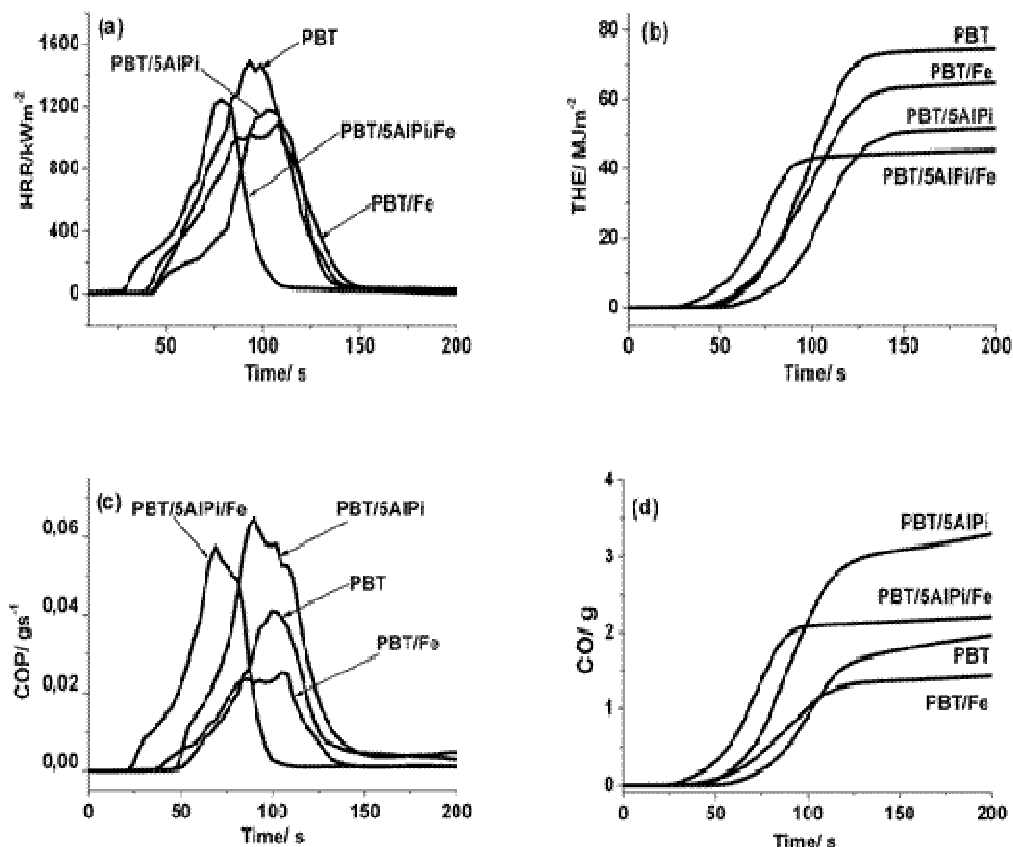 (a)
HRR/kWm-2
1600
1200
800
400
0
PBT
PBT/5AlPi
PBT/5AlPi/Fe
PBT/Fe
50 100 150 200
Time/ s
(b)
THE/ MJm-2
80
60
40
20
0
PBT
PBT/Fe
PBT/5AlPi
PBT/5AlPi/Fe
0 50 100 150 200
Time/ s
(c)
COP/ gs-1
0,06
0,04
0,02
0,00
PBT/5AlPi/Fe
PBT/5AlPi
PBT
PBT/Fe
0 50 100 150 200
Time/ s
(d)
CO/ g
4
3
2
1
0
PBT/5AlPi
PBT/5AlPi/Fe
PBT
PBT/Fe
0 50 100 150 200
Time/ s